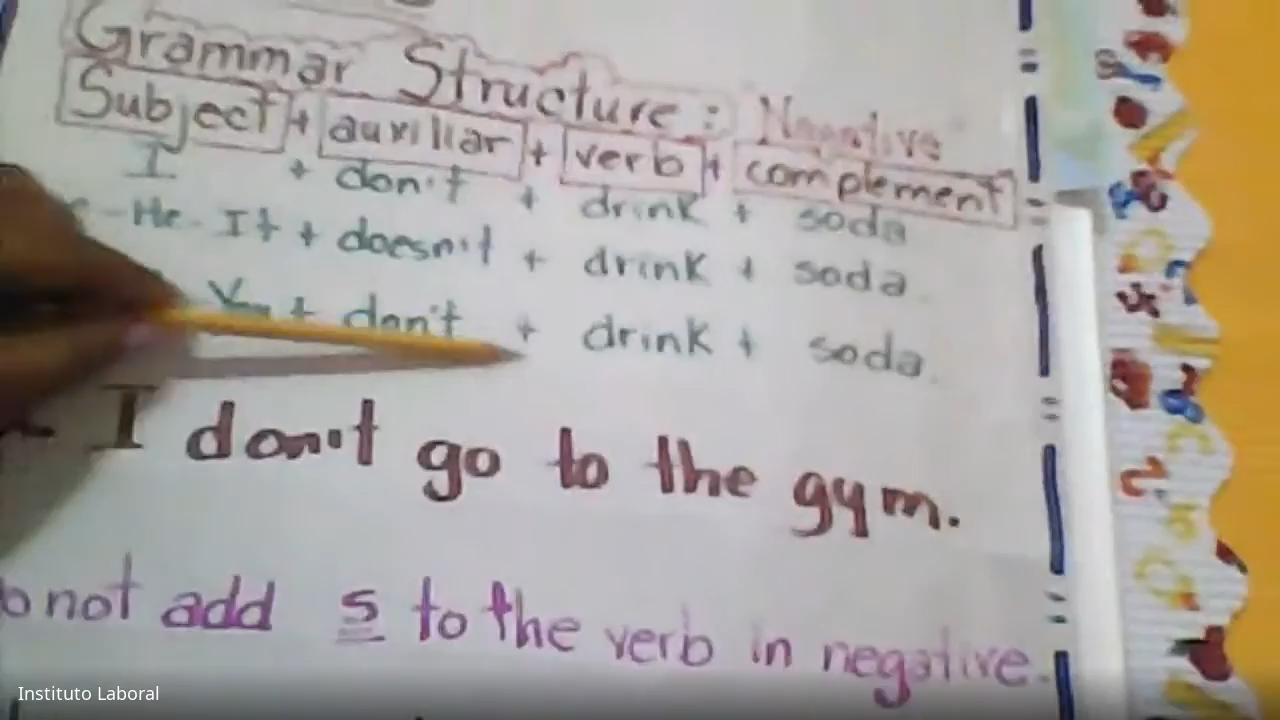 Grammar Structure: Negative
Subject + auxiliar + verb + complement
I + don't + drink + soda
-He-It + doesn't + drink + soda.
+ don't + drink + soda.
I don't go to the gym.
not add s to the verb in negative.
Instituto Laboral